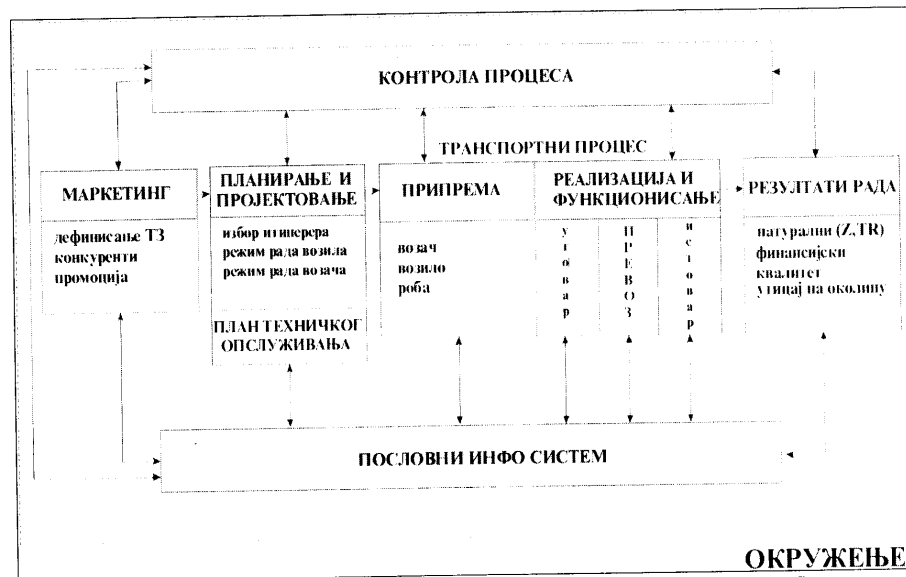 КОНТРОЛА ПРОЦЕСА
ТРАНСПОРТНИ ПРОЦЕС
МАРКЕТИНГ
дефинисање ТЗ
конкуренти
промоција
ПЛАНИРАЊЕ И
ПРОЈЕКТОВАЊЕ
избор итинерера
режим рада возила
режим рада возача
ПЛАН ТЕХНИЧКОГ
ОПСЛУЖИВАЊА
ПРИПРЕМА
возач
возило
роба
РЕАЛИЗАЦИЈА И
ФУНКЦИОНИСАЊЕ
утовар
ПРЕВОЗ
истовар
РЕЗУЛТАТИ РАДА
натурални (Z,TR)
финансијски
квалитет
утицај на околину
ПОСЛОВНИ ИНФО СИСТЕМ
ОКРУЖЕЊЕ